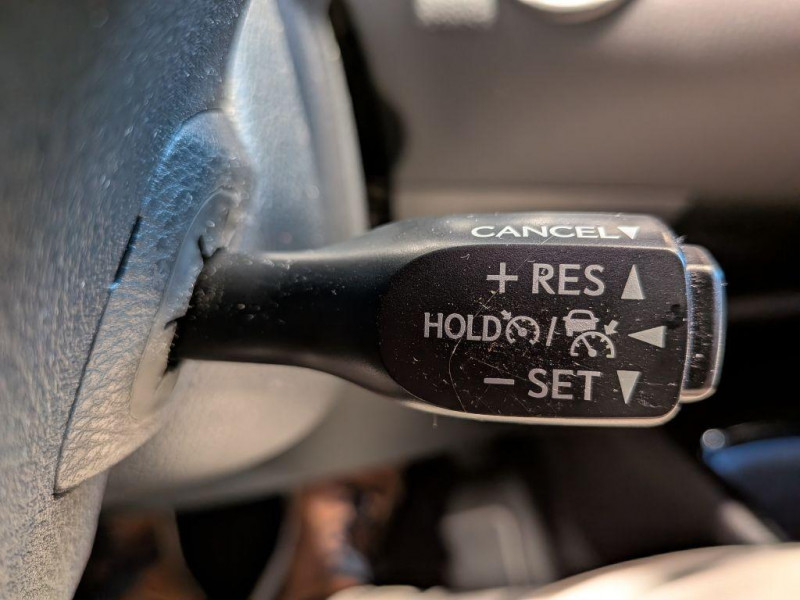 CANCEL▼
+ RES ▲
HOLD / ◀
− SET ▼